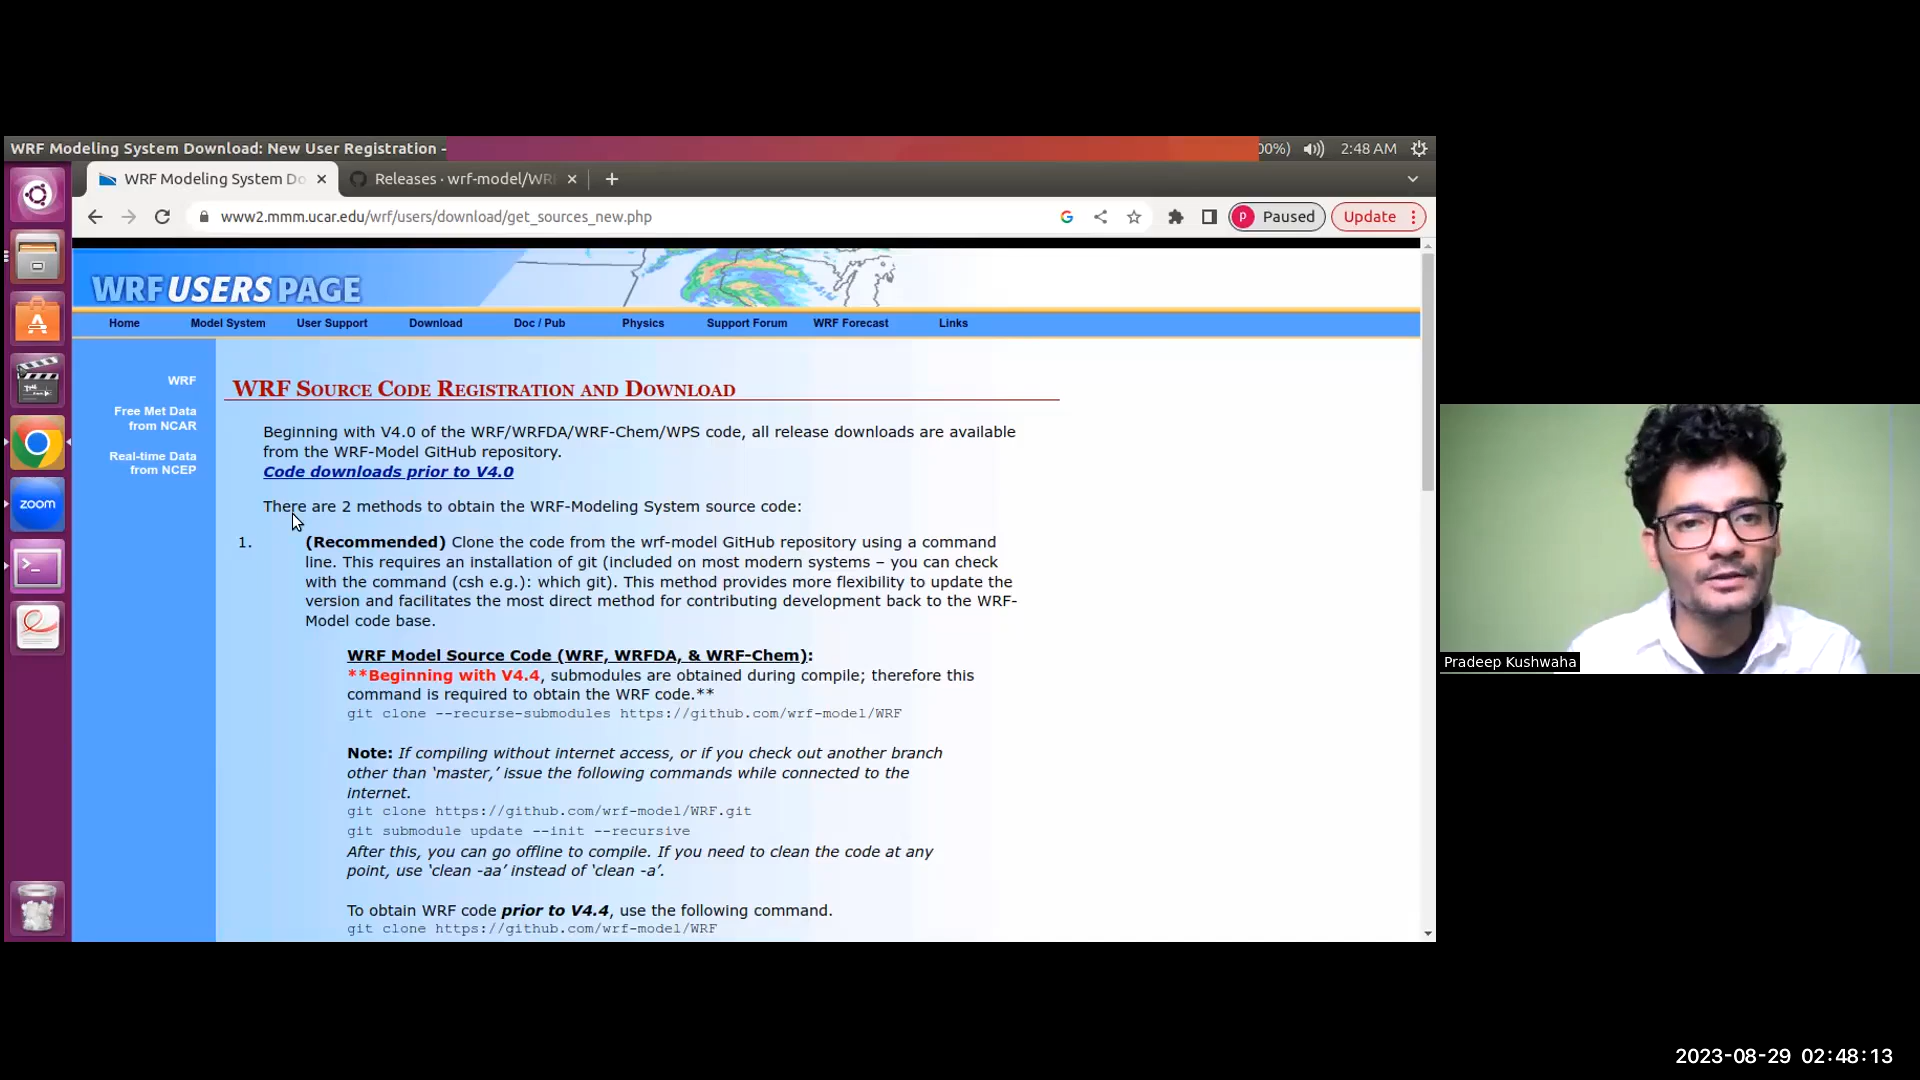 WRF Modeling System Download: New User Registration -
00%)
2:48 AM
WRF Modeling System Do
Releases · wrf-model/WRF
www2.mmm.ucar.edu/wrf/users/download/get_sources_new.php
P
Paused
Update
WRF USERS PAGE
Home
Model System
User Support
Download
Doc / Pub
Physics
Support Forum
WRF Forecast
Links
WRF
Free Met Data
from NCAR
Real-time Data
from NCEP
WRF Source Code Registration and Download
Beginning with V4.0 of the WRF/WRFDA/WRF-Chem/WPS code, all release downloads are available
from the WRF-Model GitHub repository.
Code downloads prior to V4.0
There are 2 methods to obtain the WRF-Modeling System source code:
1. (Recommended) Clone the code from the wrf-model GitHub repository using a command
line. This requires an installation of git (included on most modern systems – you can check
with the command (csh e.g.): which git). This method provides more flexibility to update the
version and facilitates the most direct method for contributing development back to the WRF-
Model code base.
WRF Model Source Code (WRF, WRFDA, & WRF-Chem):
**Beginning with V4.4, submodules are obtained during compile; therefore this
command is required to obtain the WRF code.**
git clone --recurse-submodules https://github.com/wrf-model/WRF
Note: If compiling without internet access, or if you check out another branch
other than ‘master,’ issue the following commands while connected to the
internet.
git clone https://github.com/wrf-model/WRF.git
git submodule update --init --recursive
After this, you can go offline to compile. If you need to clean the code at any
point, use ‘clean -aa’ instead of ‘clean -a’.
To obtain WRF code prior to V4.4, use the following command.
git clone https://github.com/wrf-model/WRF
zoom
Pradeep Kushwaha
2023-08-29 02:48:13